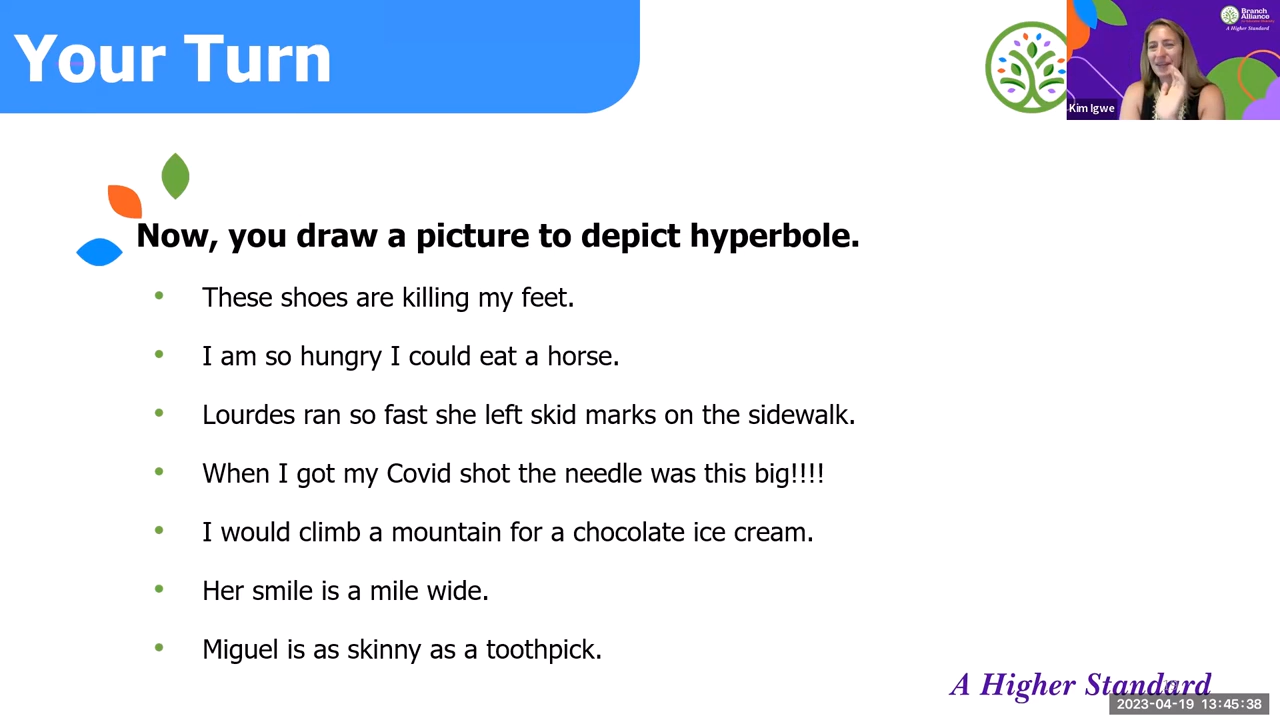 Your Turn
Branch
Alliance
A Higher Standard
Kim Igwe
Now, you draw a picture to depict hyperbole.
• These shoes are killing my feet.
• I am so hungry I could eat a horse.
• Lourdes ran so fast she left skid marks on the sidewalk.
• When I got my Covid shot the needle was this big!!!!
• I would climb a mountain for a chocolate ice cream.
• Her smile is a mile wide.
• Miguel is as skinny as a toothpick.
A Higher Standard
2023-04-19 13:45:38